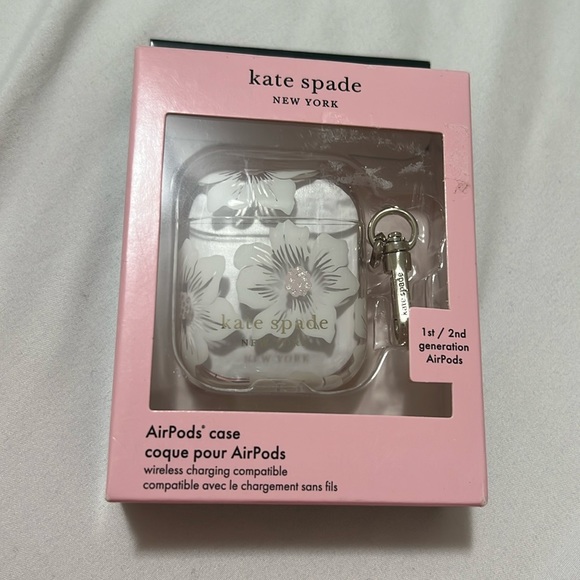 kate spade
NEW YORK
kate spade
NEW YORK
kate spade
1st / 2nd
generation
AirPods
AirPods® case
coque pour AirPods
wireless charging compatible
compatible avec le chargement sans fils